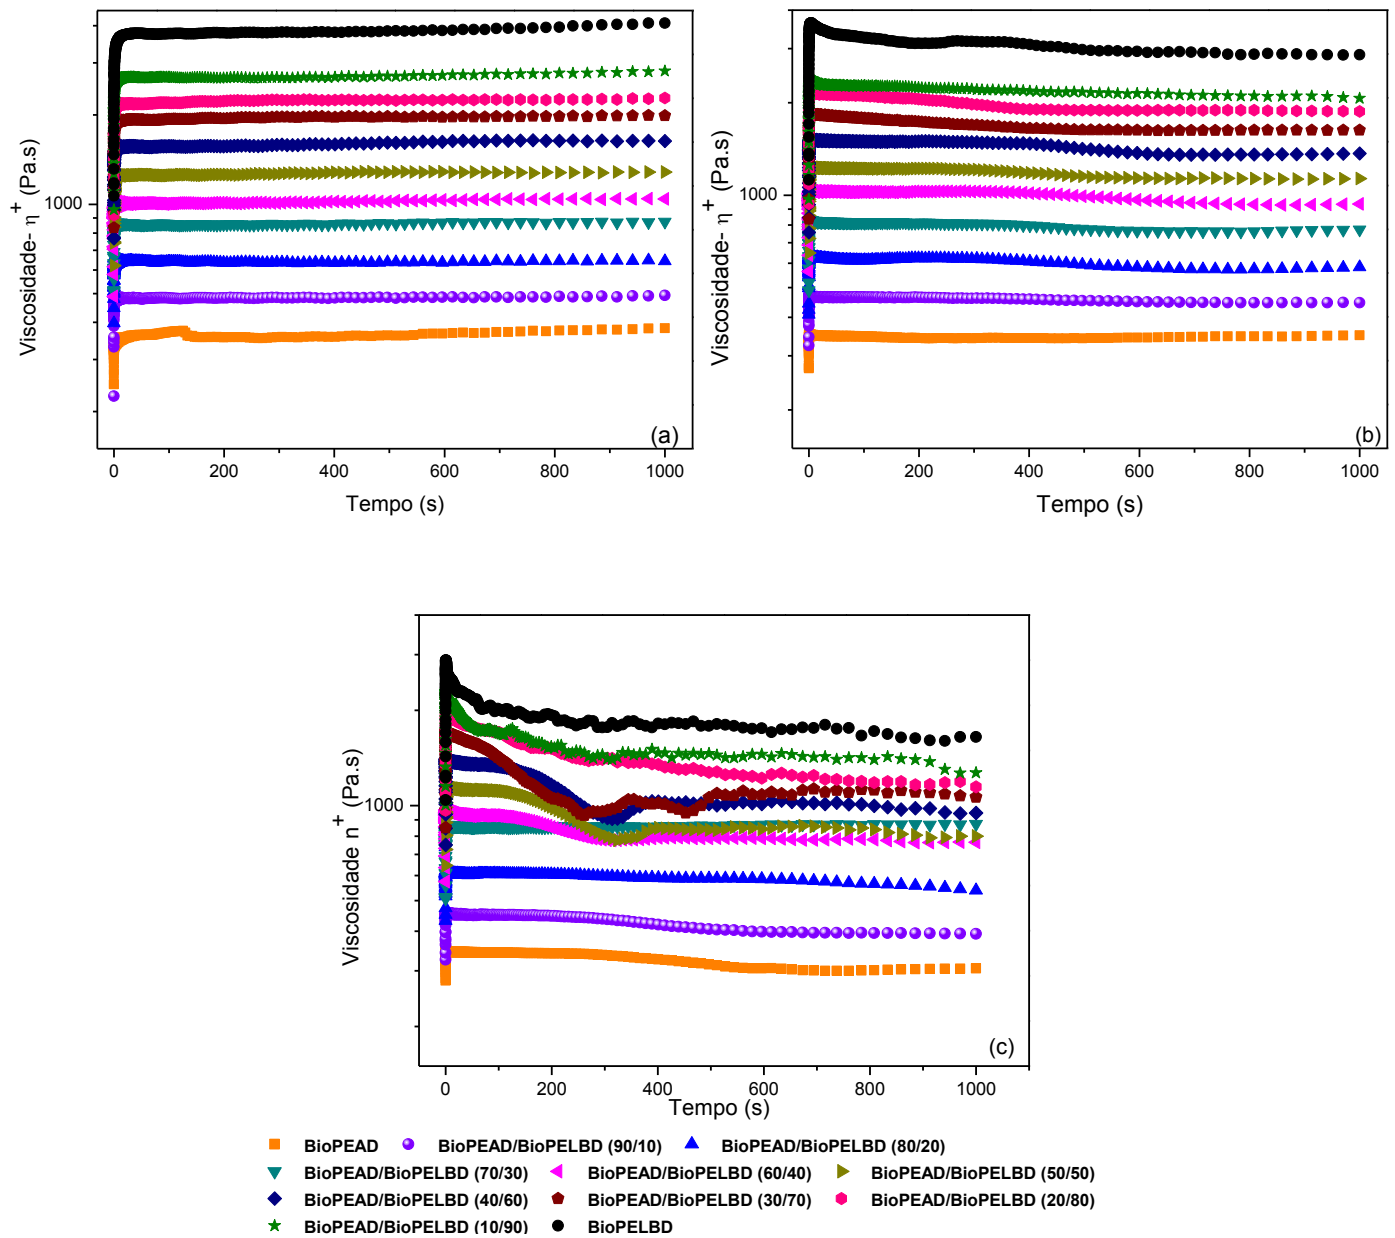 Viscosidade- η+ (Pa.s)
1000
0 200 400 600 800 1000
Tempo (s)
(a)
Viscosidade- η+ (Pa.s)
1000
0 200 400 600 800 1000
Tempo (s)
(b)
Viscosidade n+ (Pa.s)
1000
0 200 400 600 800 1000
Tempo (s)
(c)
BioPEAD BioPEAD/BioPELBD (90/10) BioPEAD/BioPELBD (80/20)
BioPEAD/BioPELBD (70/30) BioPEAD/BioPELBD (60/40) BioPEAD/BioPELBD (50/50)
BioPEAD/BioPELBD (40/60) BioPEAD/BioPELBD (30/70) BioPEAD/BioPELBD (20/80)
BioPEAD/BioPELBD (10/90) BioPELBD